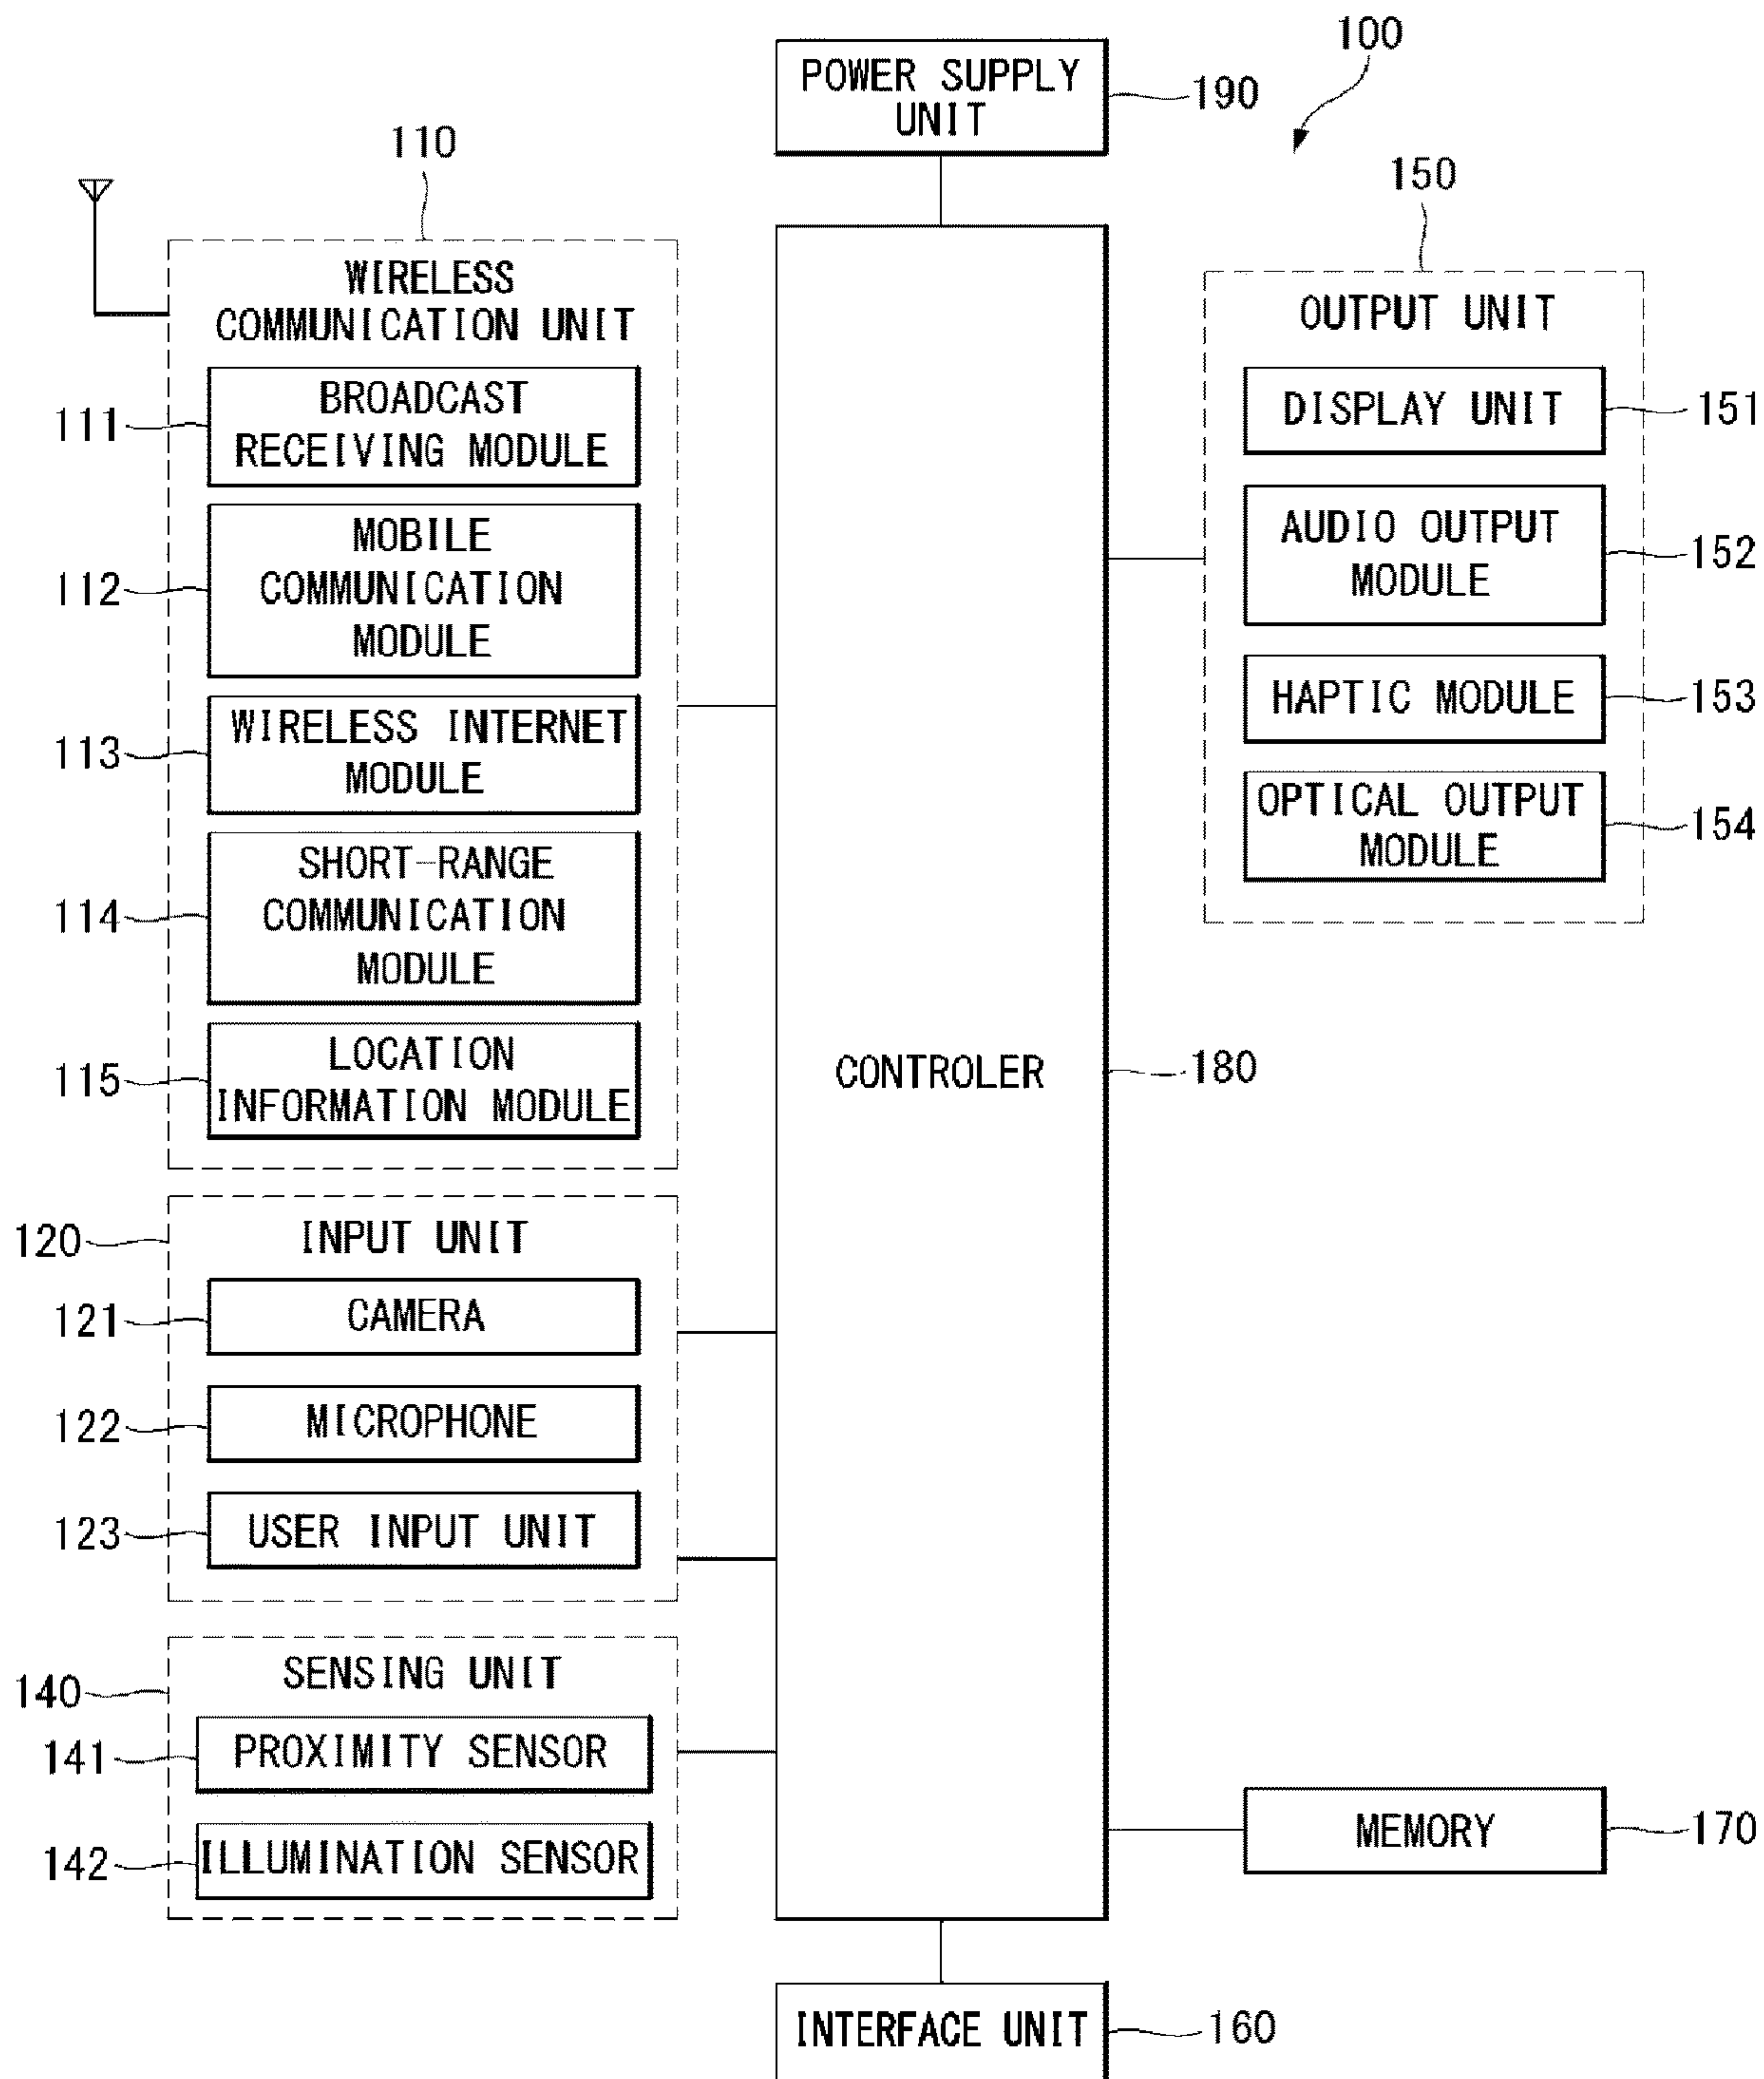 100
POWER SUPPLY
UNIT
190
110
WIRELESS
COMMUNICATION UNIT
111
BROADCAST
RECEIVING MODULE
112
MOBILE
COMMUNICATION
MODULE
113
WIRELESS INTERNET
MODULE
114
SHORT-RANGE
COMMUNICATION
MODULE
115
LOCATION
INFORMATION MODULE
120
INPUT UNIT
121
CAMERA
122
MICROPHONE
123
USER INPUT UNIT
140
SENSING UNIT
141
PROXIMITY SENSOR
142
ILLUMINATION SENSOR
CONTROLER
180
150
OUTPUT UNIT
DISPLAY UNIT
151
AUDIO OUTPUT
MODULE
152
HAPTIC MODULE
153
OPTICAL OUTPUT
MODULE
154
MEMORY
170
INTERFACE UNIT
160